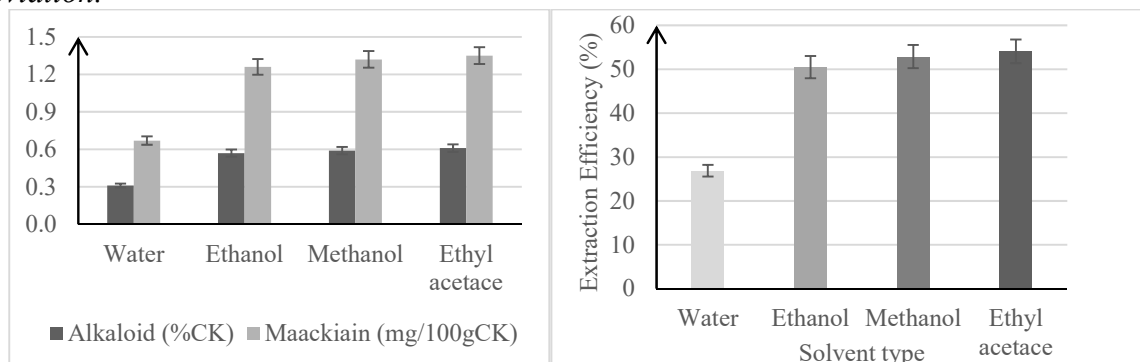 1.5
1.2
0.9
0.6
0.3
0.0
Water
Ethanol
Methanol
Ethyl
acetace
Alkaloid (%CK)
Maackiain (mg/100gCK)
Extraction Efficiency (%)
60
50
40
30
20
10
0
Water
Ethanol
Methanol
Ethyl
acetace
Solvent type